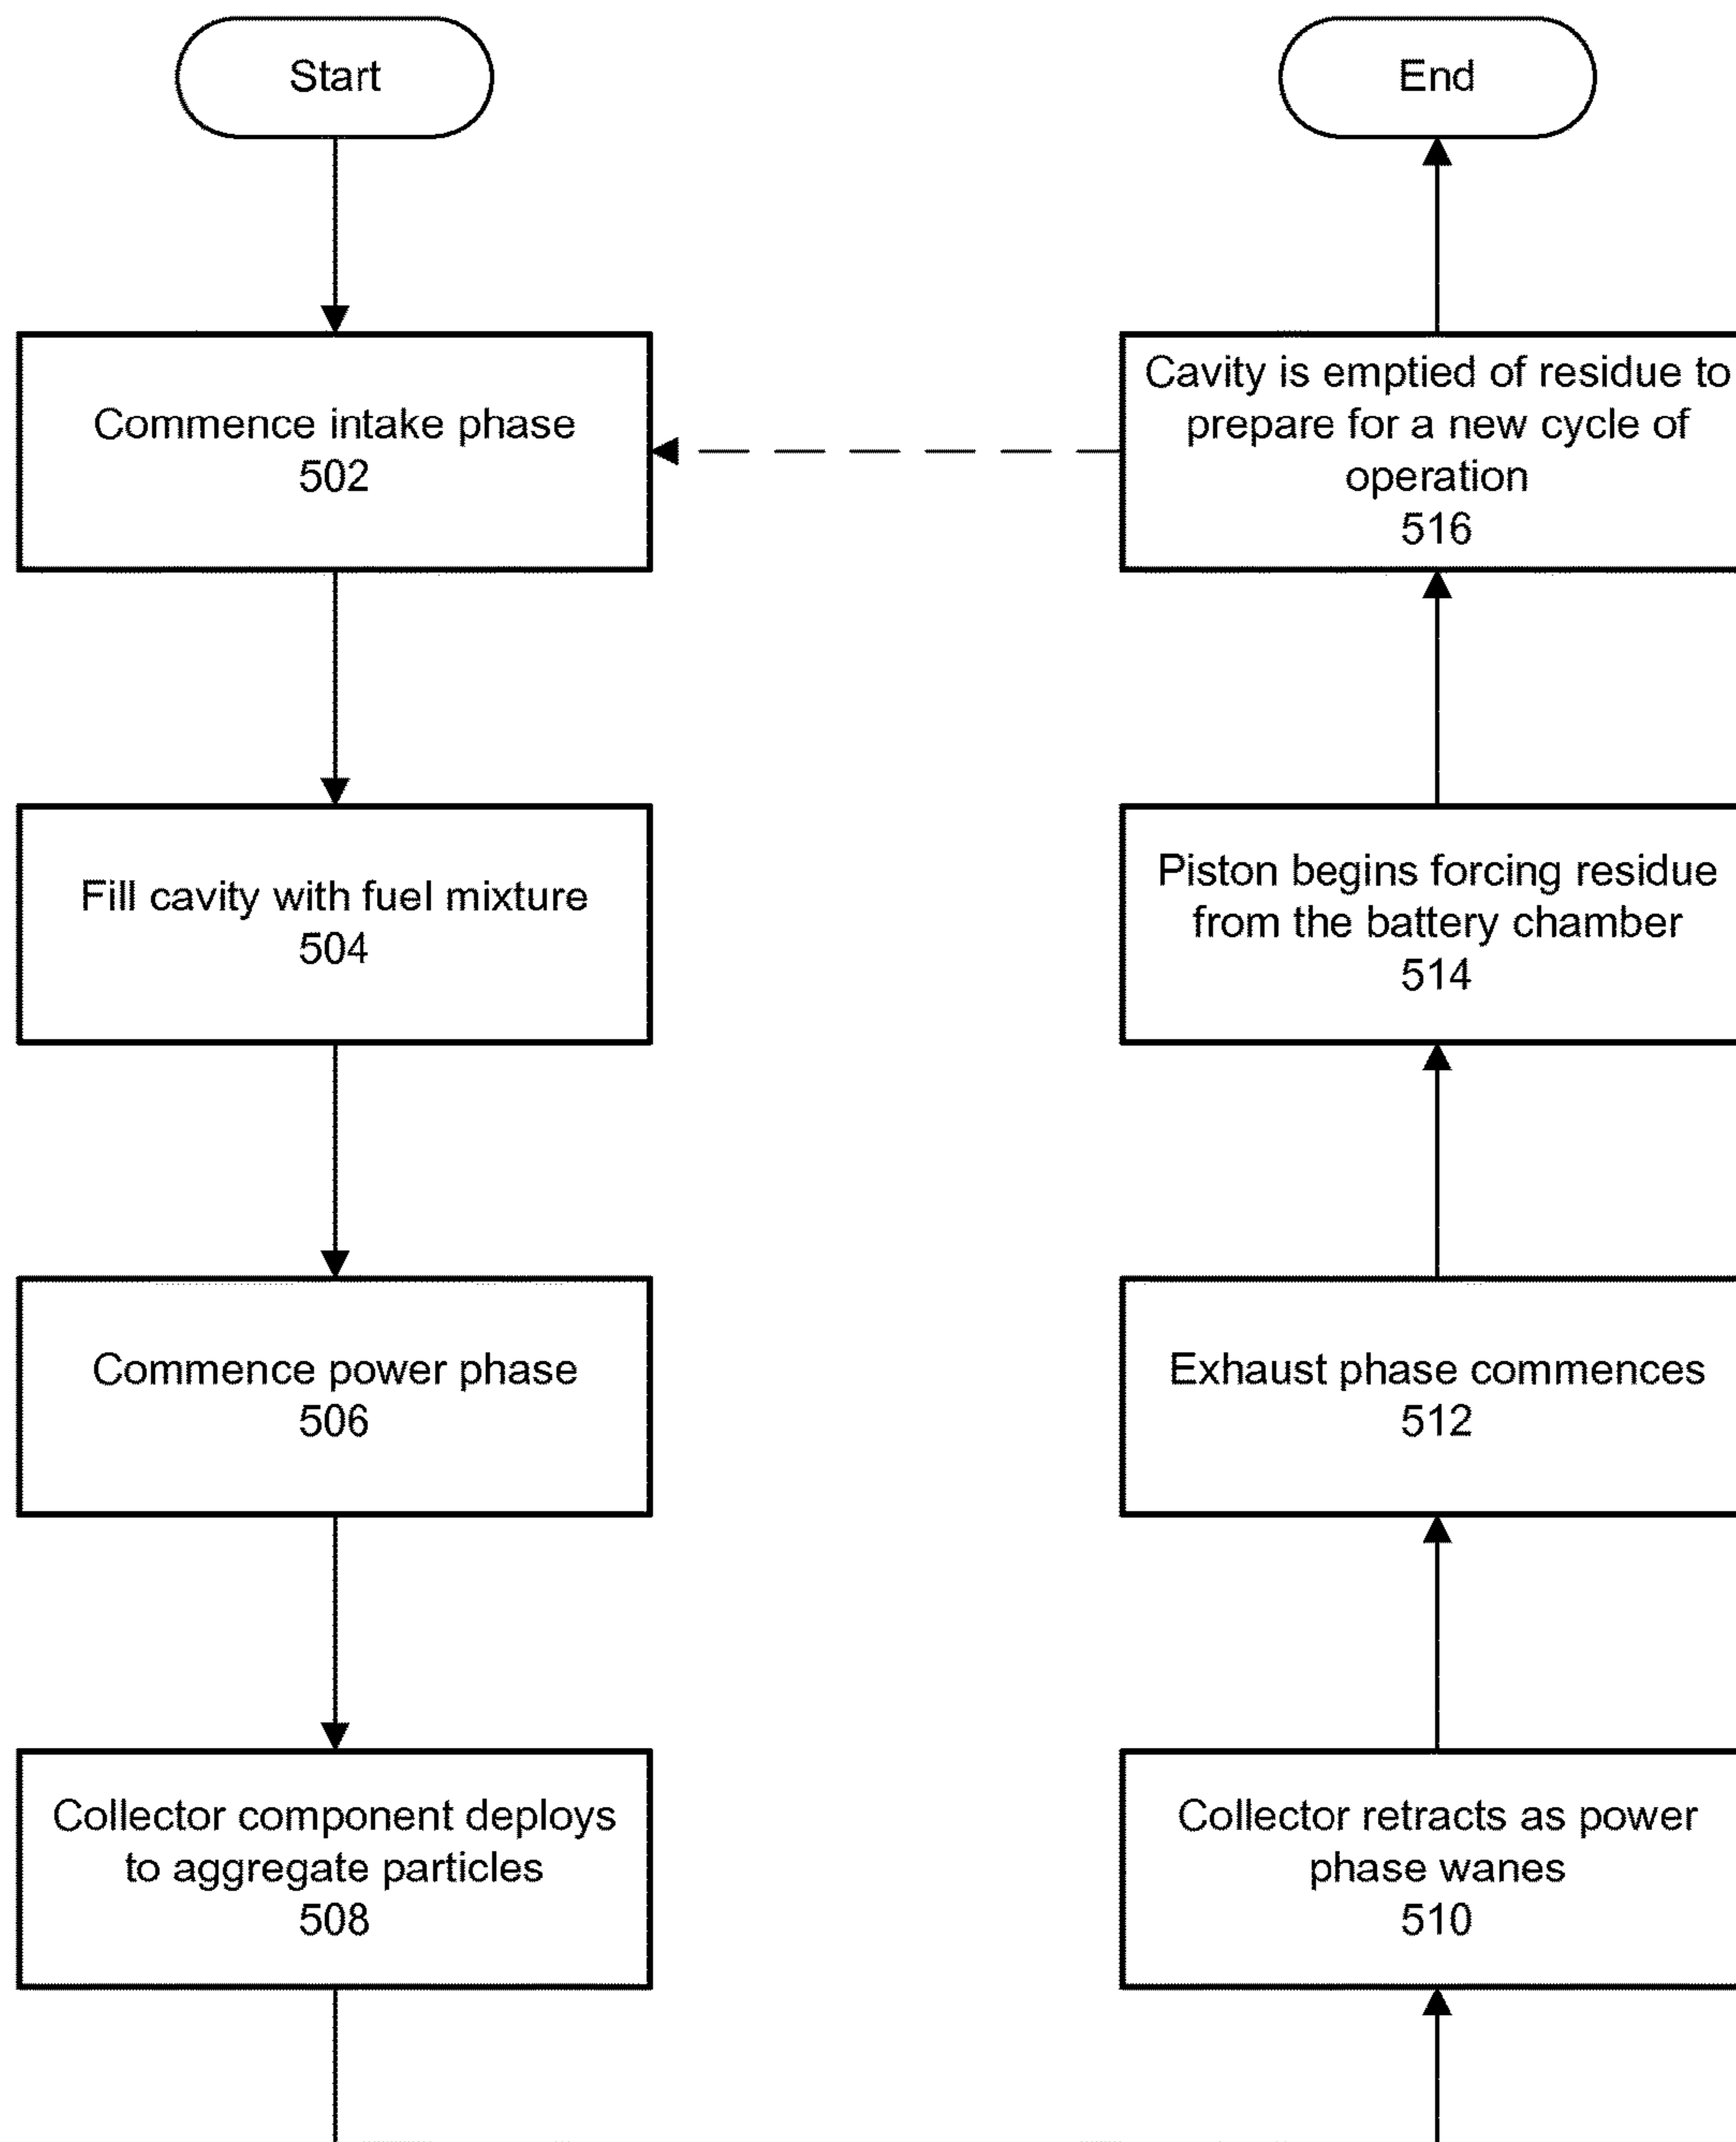 Start
Commence intake phase
502
Fill cavity with fuel mixture
504
Commence power phase
506
Collector component deploys
to aggregate particles
508
End
Cavity is emptied of residue to
prepare for a new cycle of
operation
516
Piston begins forcing residue
from the battery chamber
514
Exhaust phase commences
512
Collector retracts as power
phase wanes
510